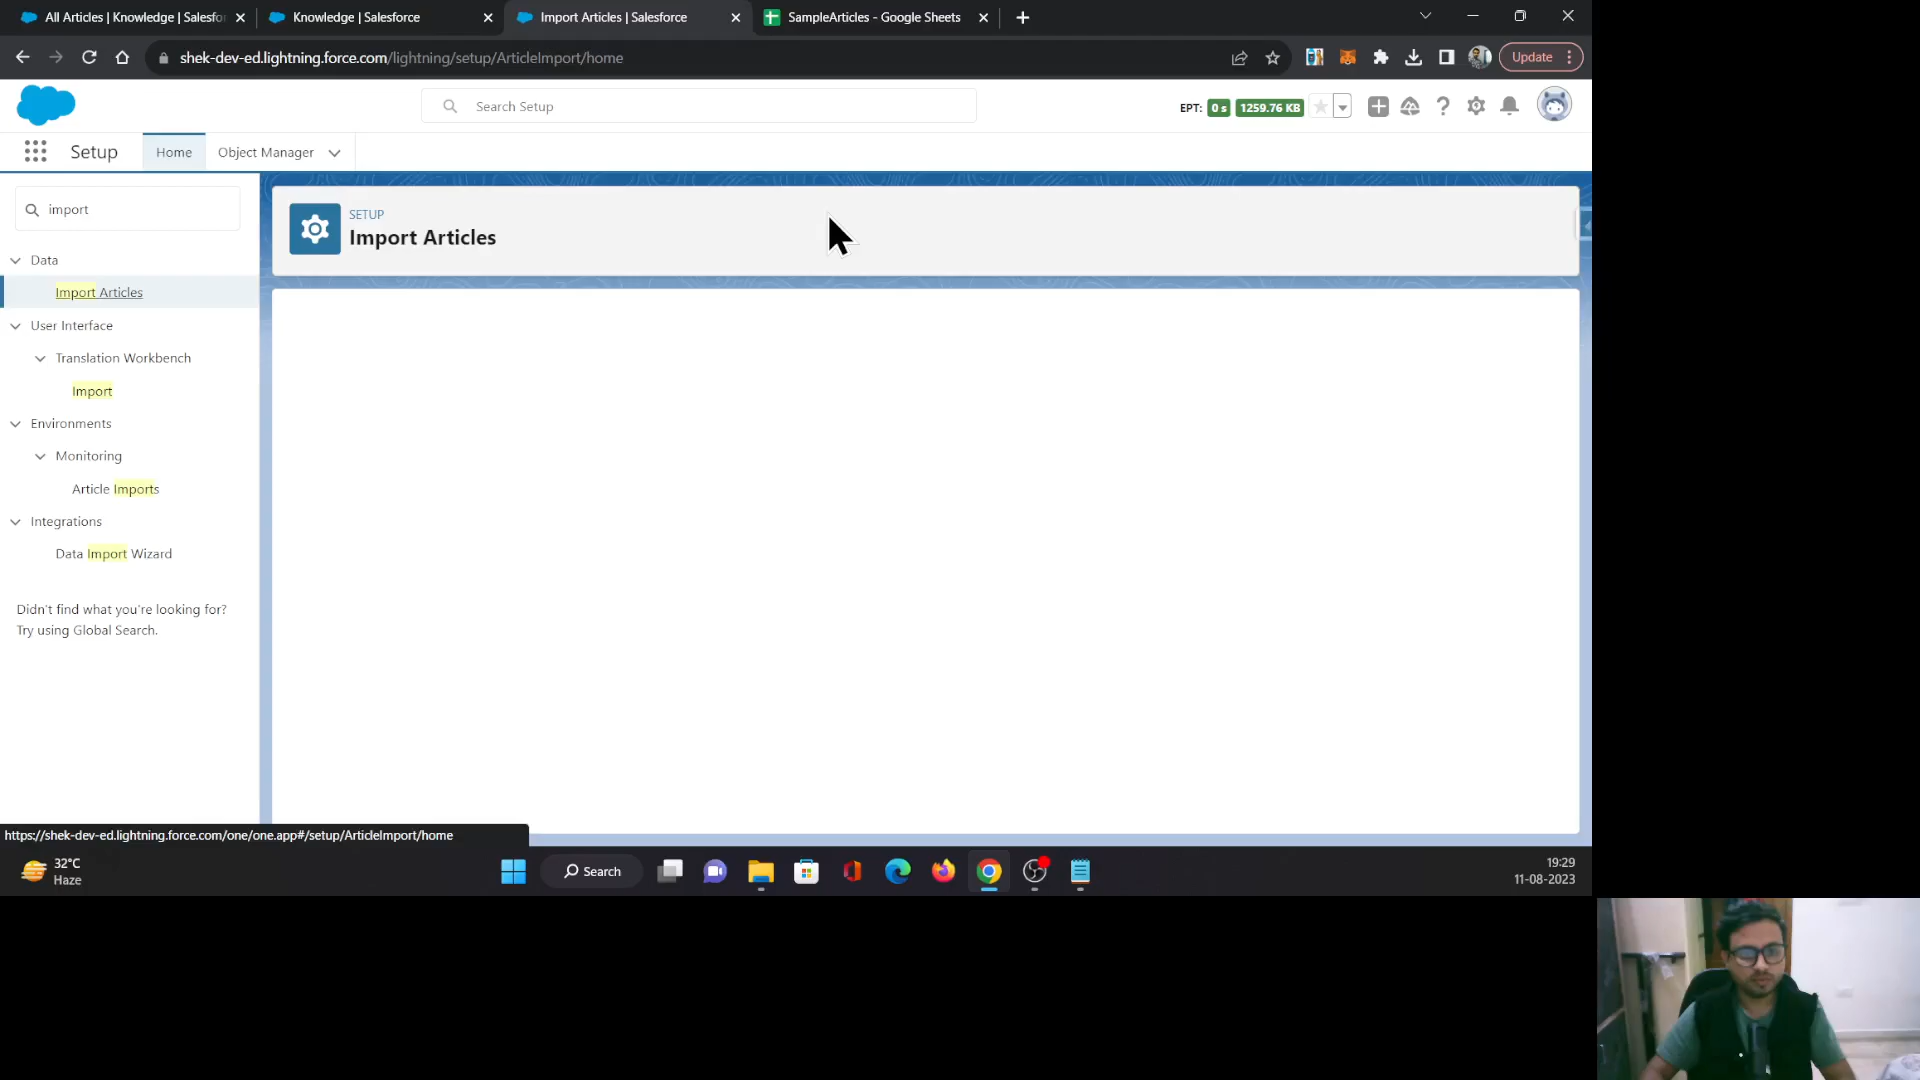 All Articles | Knowledge | Salesfo
Knowledge | Salesforce
Import Articles | Salesforce
SampleArticles - Google Sheets
shek-dev-ed.lightning.force.com/lightning/setup/ArticleImport/home
Update
Search Setup
EPT: 0 s 1259.76 KB
Setup
Home
Object Manager
import
SETUP
Import Articles
Data
Import Articles
User Interface
Translation Workbench
Import
Environments
Monitoring
Article Imports
Integrations
Data Import Wizard
Didn't find what you're looking for?
Try using Global Search.
https://shek-dev-ed.lightning.force.com/one/one.app#/setup/ArticleImport/home
32°C
Haze
Search
19:29
11-08-2023